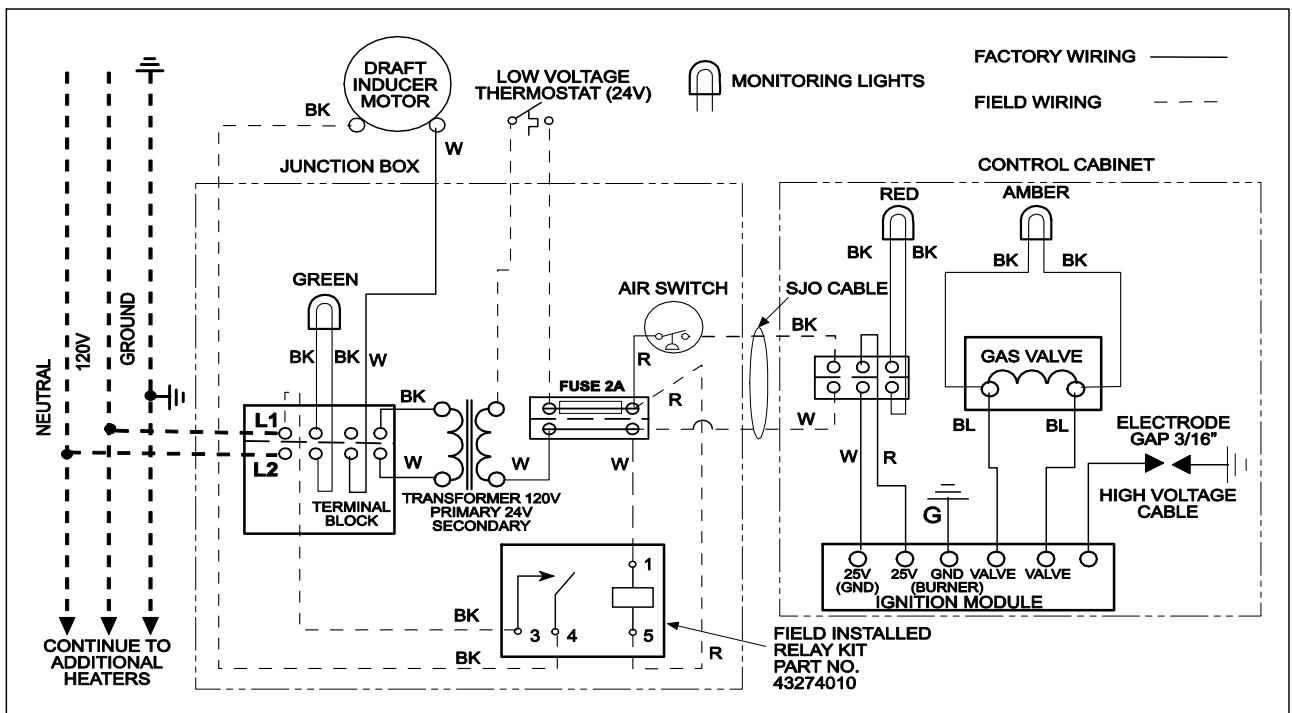 FACTORY WIRING
FIELD WIRING
MONITORING LIGHTS
DRAFT
INDUCER
MOTOR
BK
W
LOW VOLTAGE
THERMOSTAT (24V)
JUNCTION BOX
CONTROL CABINET
RED
AMBER
BK
BK
BK
BK
GREEN
AIR SWITCH
SJO CABLE
BK
NEUTRAL
120V
GROUND
BK
BK
W
R
R
GAS VALVE
FUSE 2A
L1
L2
BK
W
W
W
W
TERMINAL
BLOCK
TRANSFORMER 120V
PRIMARY 24V
SECONDARY
BL
BL
ELECTRODE
GAP 3/16"
HIGH VOLTAGE
CABLE
W
R
G
25V
(GND)
25V
GND
(BURNER)
VALVE
VALVE
IGNITION MODULE
1
3
4
5
BK
BK
R
FIELD INSTALLED
RELAY KIT
PART NO.
43274010
CONTINUE TO
ADDITIONAL
HEATERS